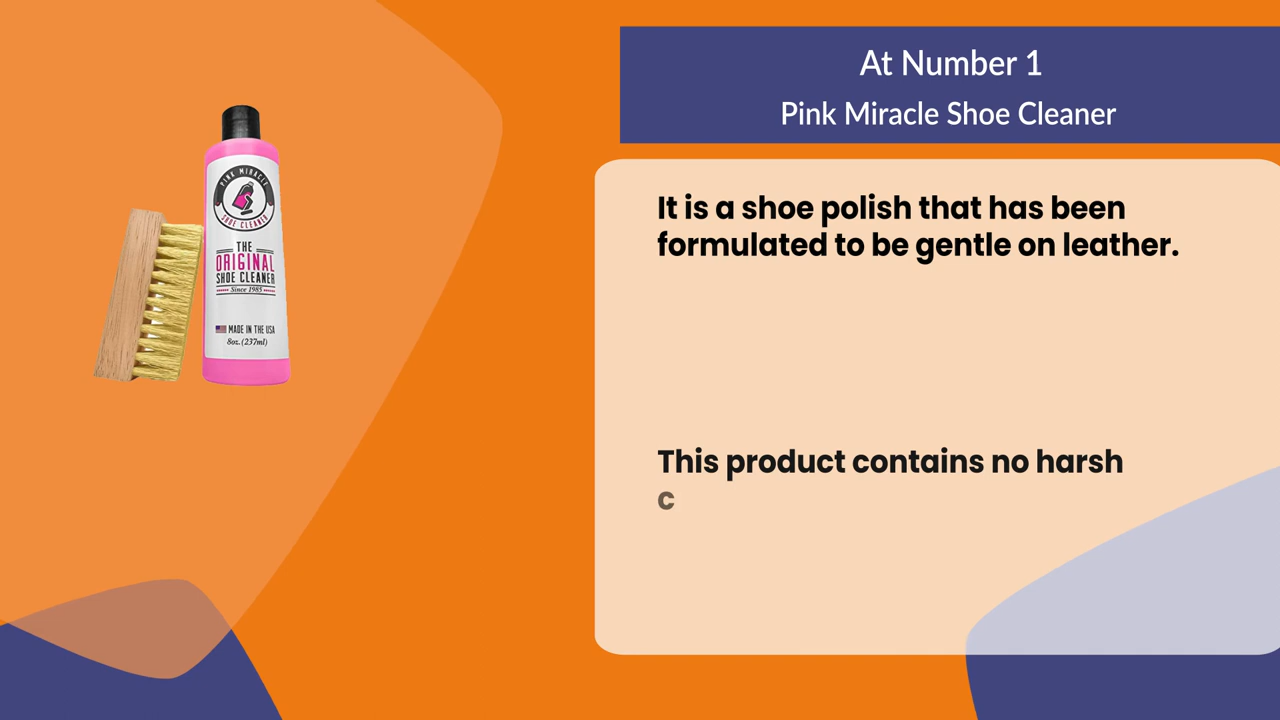 At Number 1
Pink Miracle Shoe Cleaner
PINK MIRACLE
SHOE CLEANER
THE
ORIGINAL
SHOE CLEANER
Since 1985
MADE IN THE USA
8oz.(237ml)
It is a shoe polish that has been
formulated to be gentle on leather.
This product contains no harsh
c